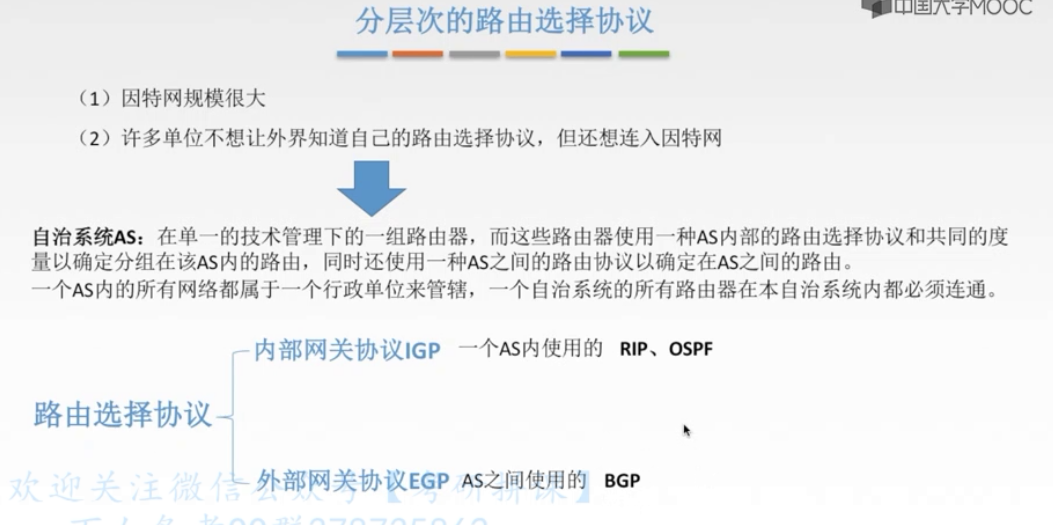 中国大学MOOC
分层次的路由选择协议
（1）因特网规模很大
（2）许多单位不想让外界知道自己的路由选择协议，但还想连入因特网
自治系统AS：在单一的技术管理下的一组路由器，而这些路由器使用一种AS内部的路由选择协议和共同的度
量以确定分组在该AS内的路由，同时还使用一种AS之间的路由协议以确定在AS之间的路由。
一个AS内的所有网络都属于一个行政单位来管辖，一个自治系统的所有路由器在本自治系统内都必须连通。
内部网关协议IGP 一个AS内使用的 RIP、OSPF
路由选择协议
外部网关协议EGP AS之间使用的 BGP
欢迎关注微信公众号